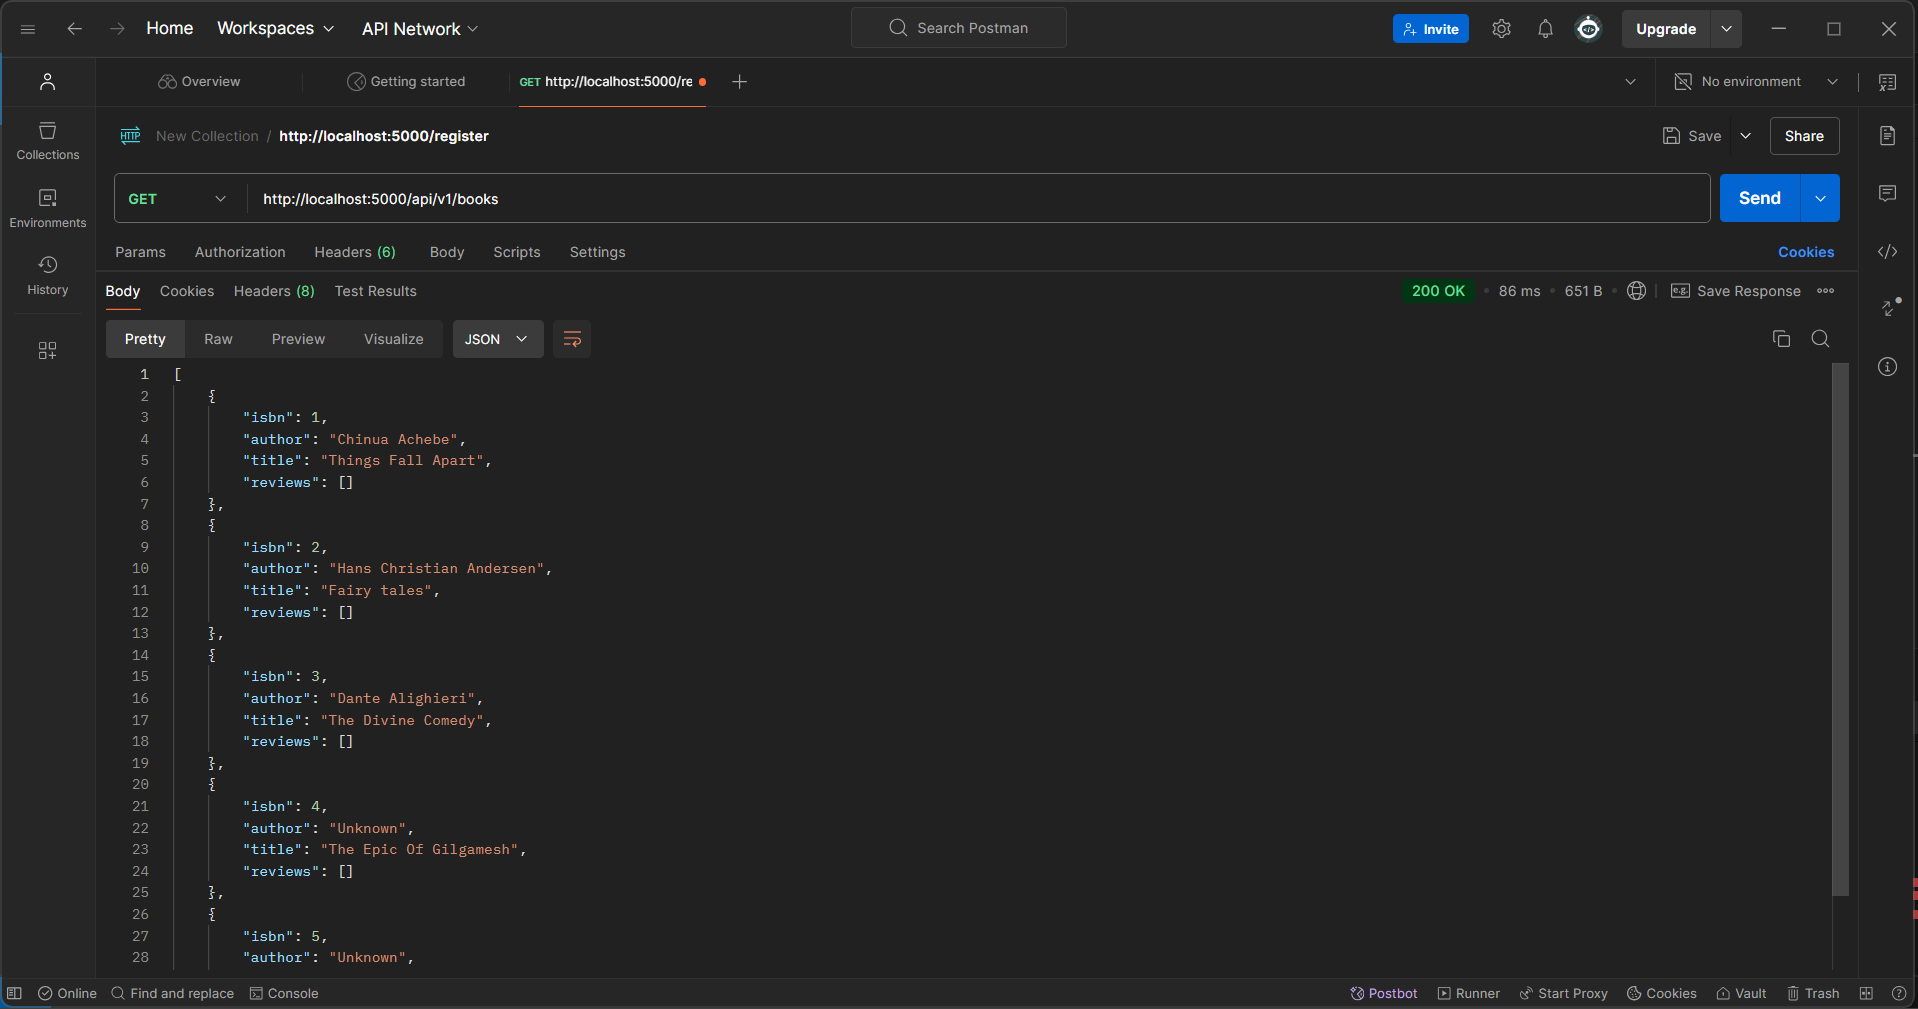 Home Workspaces API Network Search Postman Invite Upgrade
Overview Getting started GET http://localhost:5000/re No environment
New Collection / http://localhost:5000/register Save Share
HTTP
GET http://localhost:5000/api/v1/books Send
Params Authorization Headers (6) Body Scripts Settings Cookies
Collections
Environments
History
Body Cookies Headers (8) Test Results 200 OK • 86 ms • 651 B • e.g. Save Response
Pretty Raw Preview Visualize JSON
1 [
2 {
3 "isbn": 1,
4 "author": "Chinua Achebe",
5 "title": "Things Fall Apart",
6 "reviews": []
7 },
8 {
9 "isbn": 2,
10 "author": "Hans Christian Andersen",
11 "title": "Fairy tales",
12 "reviews": []
13 },
14 {
15 "isbn": 3,
16 "author": "Dante Alighieri",
17 "title": "The Divine Comedy",
18 "reviews": []
19 },
20 {
21 "isbn": 4,
22 "author": "Unknown",
23 "title": "The Epic Of Gilgamesh",
24 "reviews": []
25 },
26 {
27 "isbn": 5,
28 "author": "Unknown",
Online Find and replace Console Postbot Runner Start Proxy Cookies Vault Trash